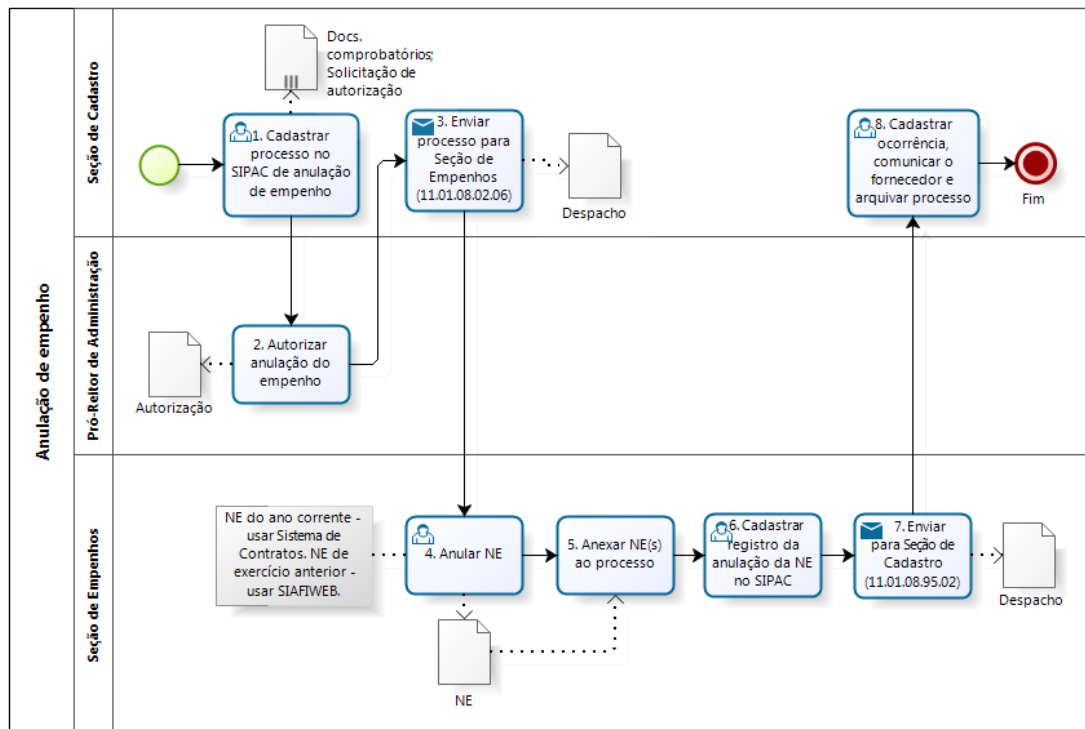 Anulação de empenho
Seção de Cadastro
Docs.
comprobatórios;
Solicitação de
autorização
1. Cadastrar
processo no
SIPAC de anulação
de empenho
3. Enviar
processo para
Seção de
Empenhos
(11.01.08.02.06)
Despacho
8. Cadastrar
ocorrência,
comunicar o
fornecedor e
arquivar processo
Fim
Pró-Reitor de Administração
2. Autorizar
anulação do
empenho
Autorização
Seção de Empenhos
NE do ano corrente -
usar Sistema de
Contratos. NE de
exercício anterior -
usar SIAFIWEB.
4. Anular NE
NE
5. Anexar NE(s)
ao processo
6. Cadastrar
registro da
anulação da NE
no SIPAC
7. Enviar
para Seção de
Cadastro
(11.01.08.95.02)
Despacho